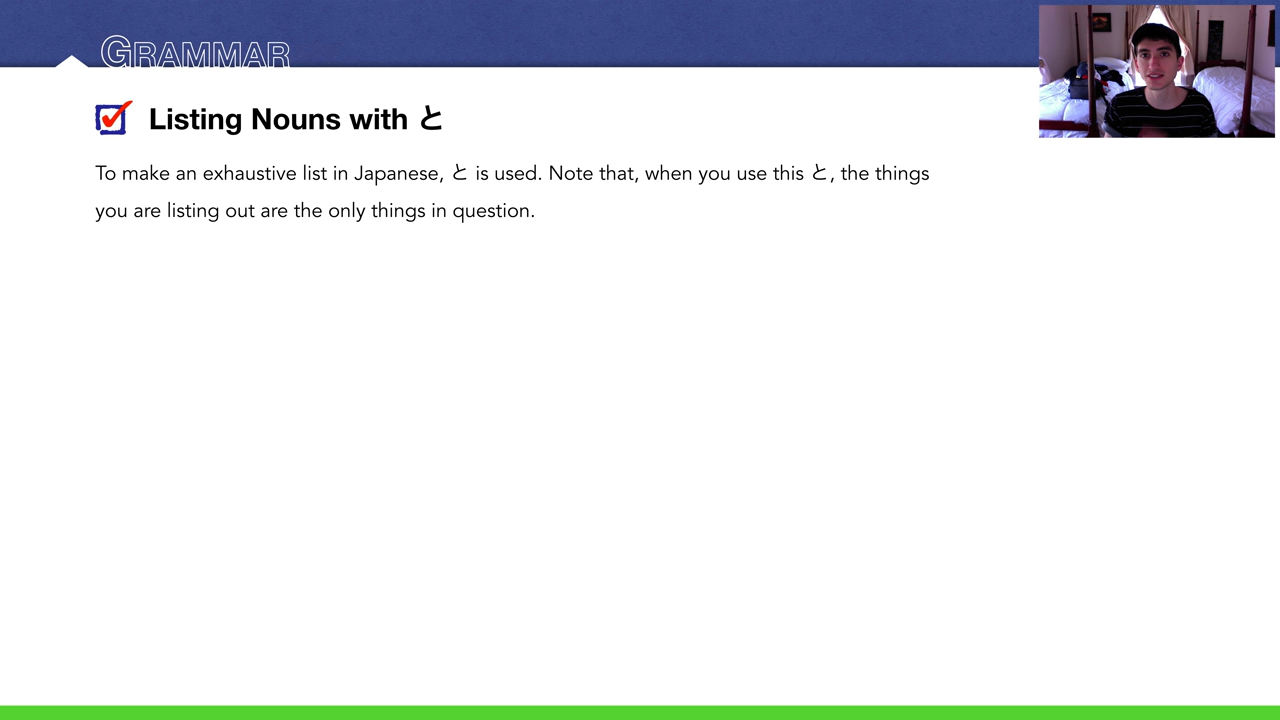 GRAMMAR
Listing Nouns with と
To make an exhaustive list in Japanese, と is used. Note that, when you use this と, the things
you are listing out are the only things in question.